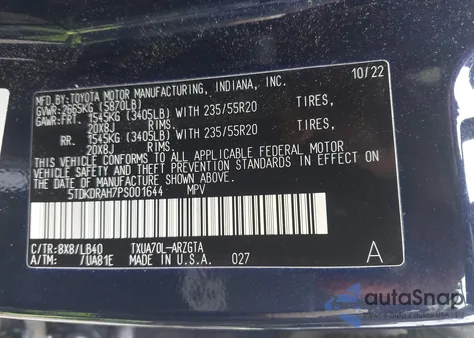 MFD. BY: TOYOTA MOTOR MANUFACTURING, INDIANA, INC. 10/22
GVWR: 2665KG (5870LB)
GAWR:FRT. 1545KG (3405LB) WITH 235/55R20 TIRES,
20X8J RIMS,
RR. 1545KG (3405LB) WITH 235/55R20 TIRES,
20X8J RIMS,
THIS VEHICLE CONFORMS TO ALL APPLICABLE FEDERAL MOTOR
VEHICLE SAFETY AND THEFT PREVENTION STANDARDS IN EFFECT ON
THE DATE OF MANUFACTURE SHOWN ABOVE.
5TDKDRAH7PS001644 MPV
C/TR:8X8/LB40 TXUA70L-ARZGTA
A/TM: /UA81E MADE IN U.S.A. 027 A
autoSnap